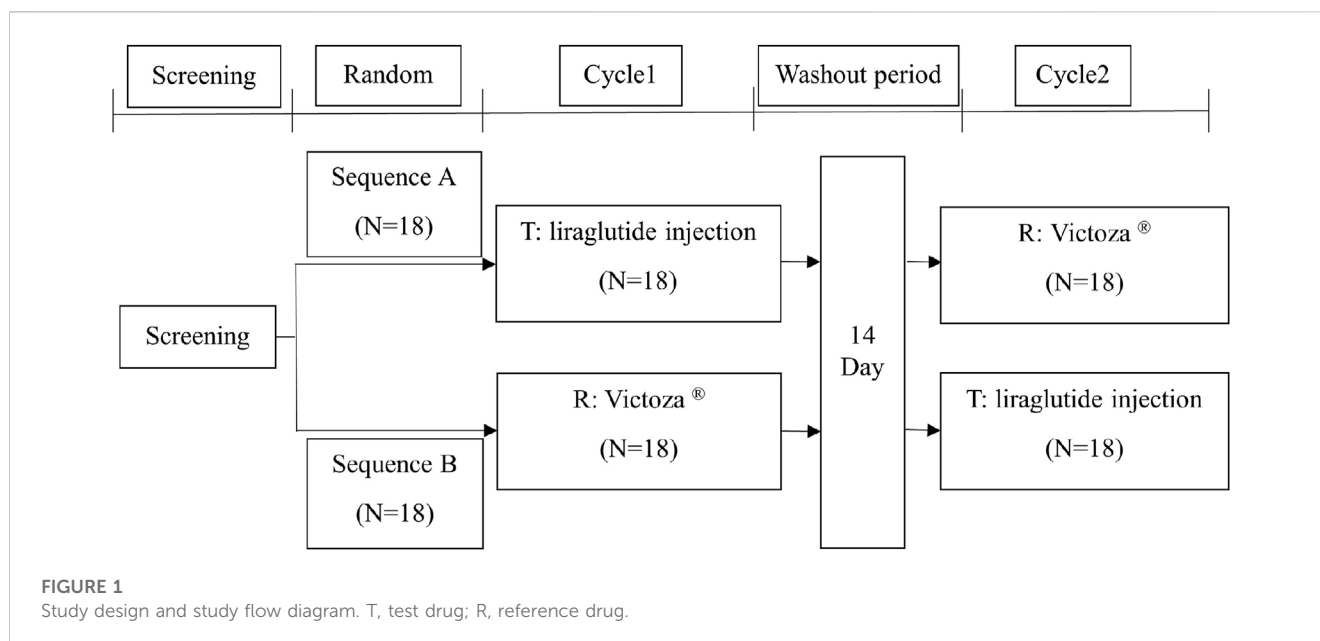 Screening
Random
Cycle1
Washout period
Cycle2
Sequence A
(N=18)
T: liraglutide injection
(N=18)
R: Victoza ®
(N=18)
Screening
14
Day
R: Victoza ®
(N=18)
T: liraglutide injection
(N=18)
Sequence B
(N=18)
FIGURE 1
Study design and study flow diagram. T, test drug; R, reference drug.